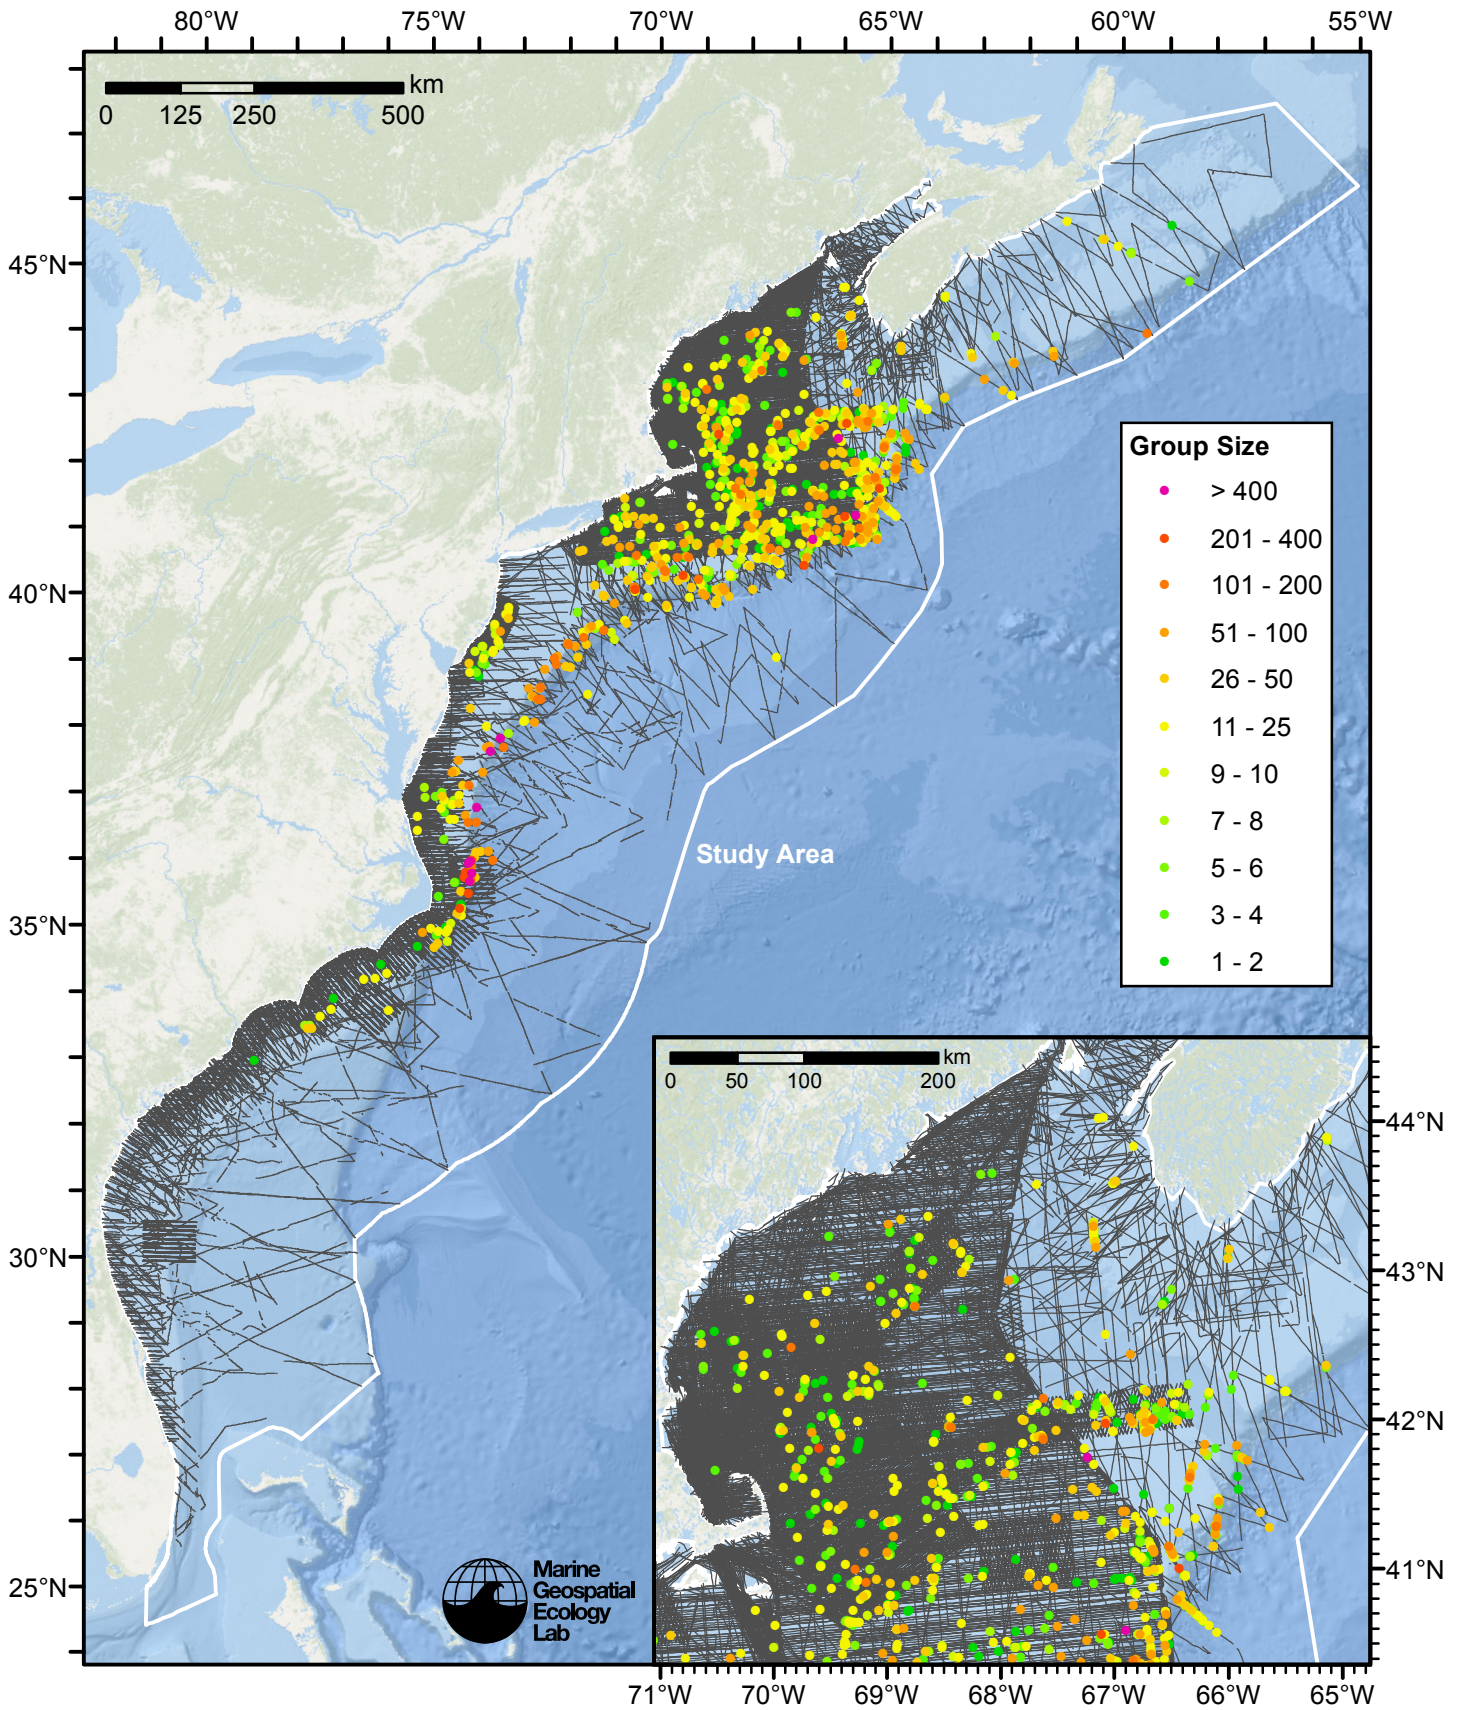 80°W 75°W 70°W 65°W 60°W 55°W
km
0 125 250 500
45°N
40°N
35°N
30°N
25°N
Group Size
> 400
201 - 400
101 - 200
51 - 100
26 - 50
11 - 25
9 - 10
7 - 8
5 - 6
3 - 4
1 - 2
Study Area
km
0 50 100 200
44°N
43°N
42°N
41°N
Marine
Geospatial
Ecology
Lab
71°W 70°W 69°W 68°W 67°W 66°W 65°W